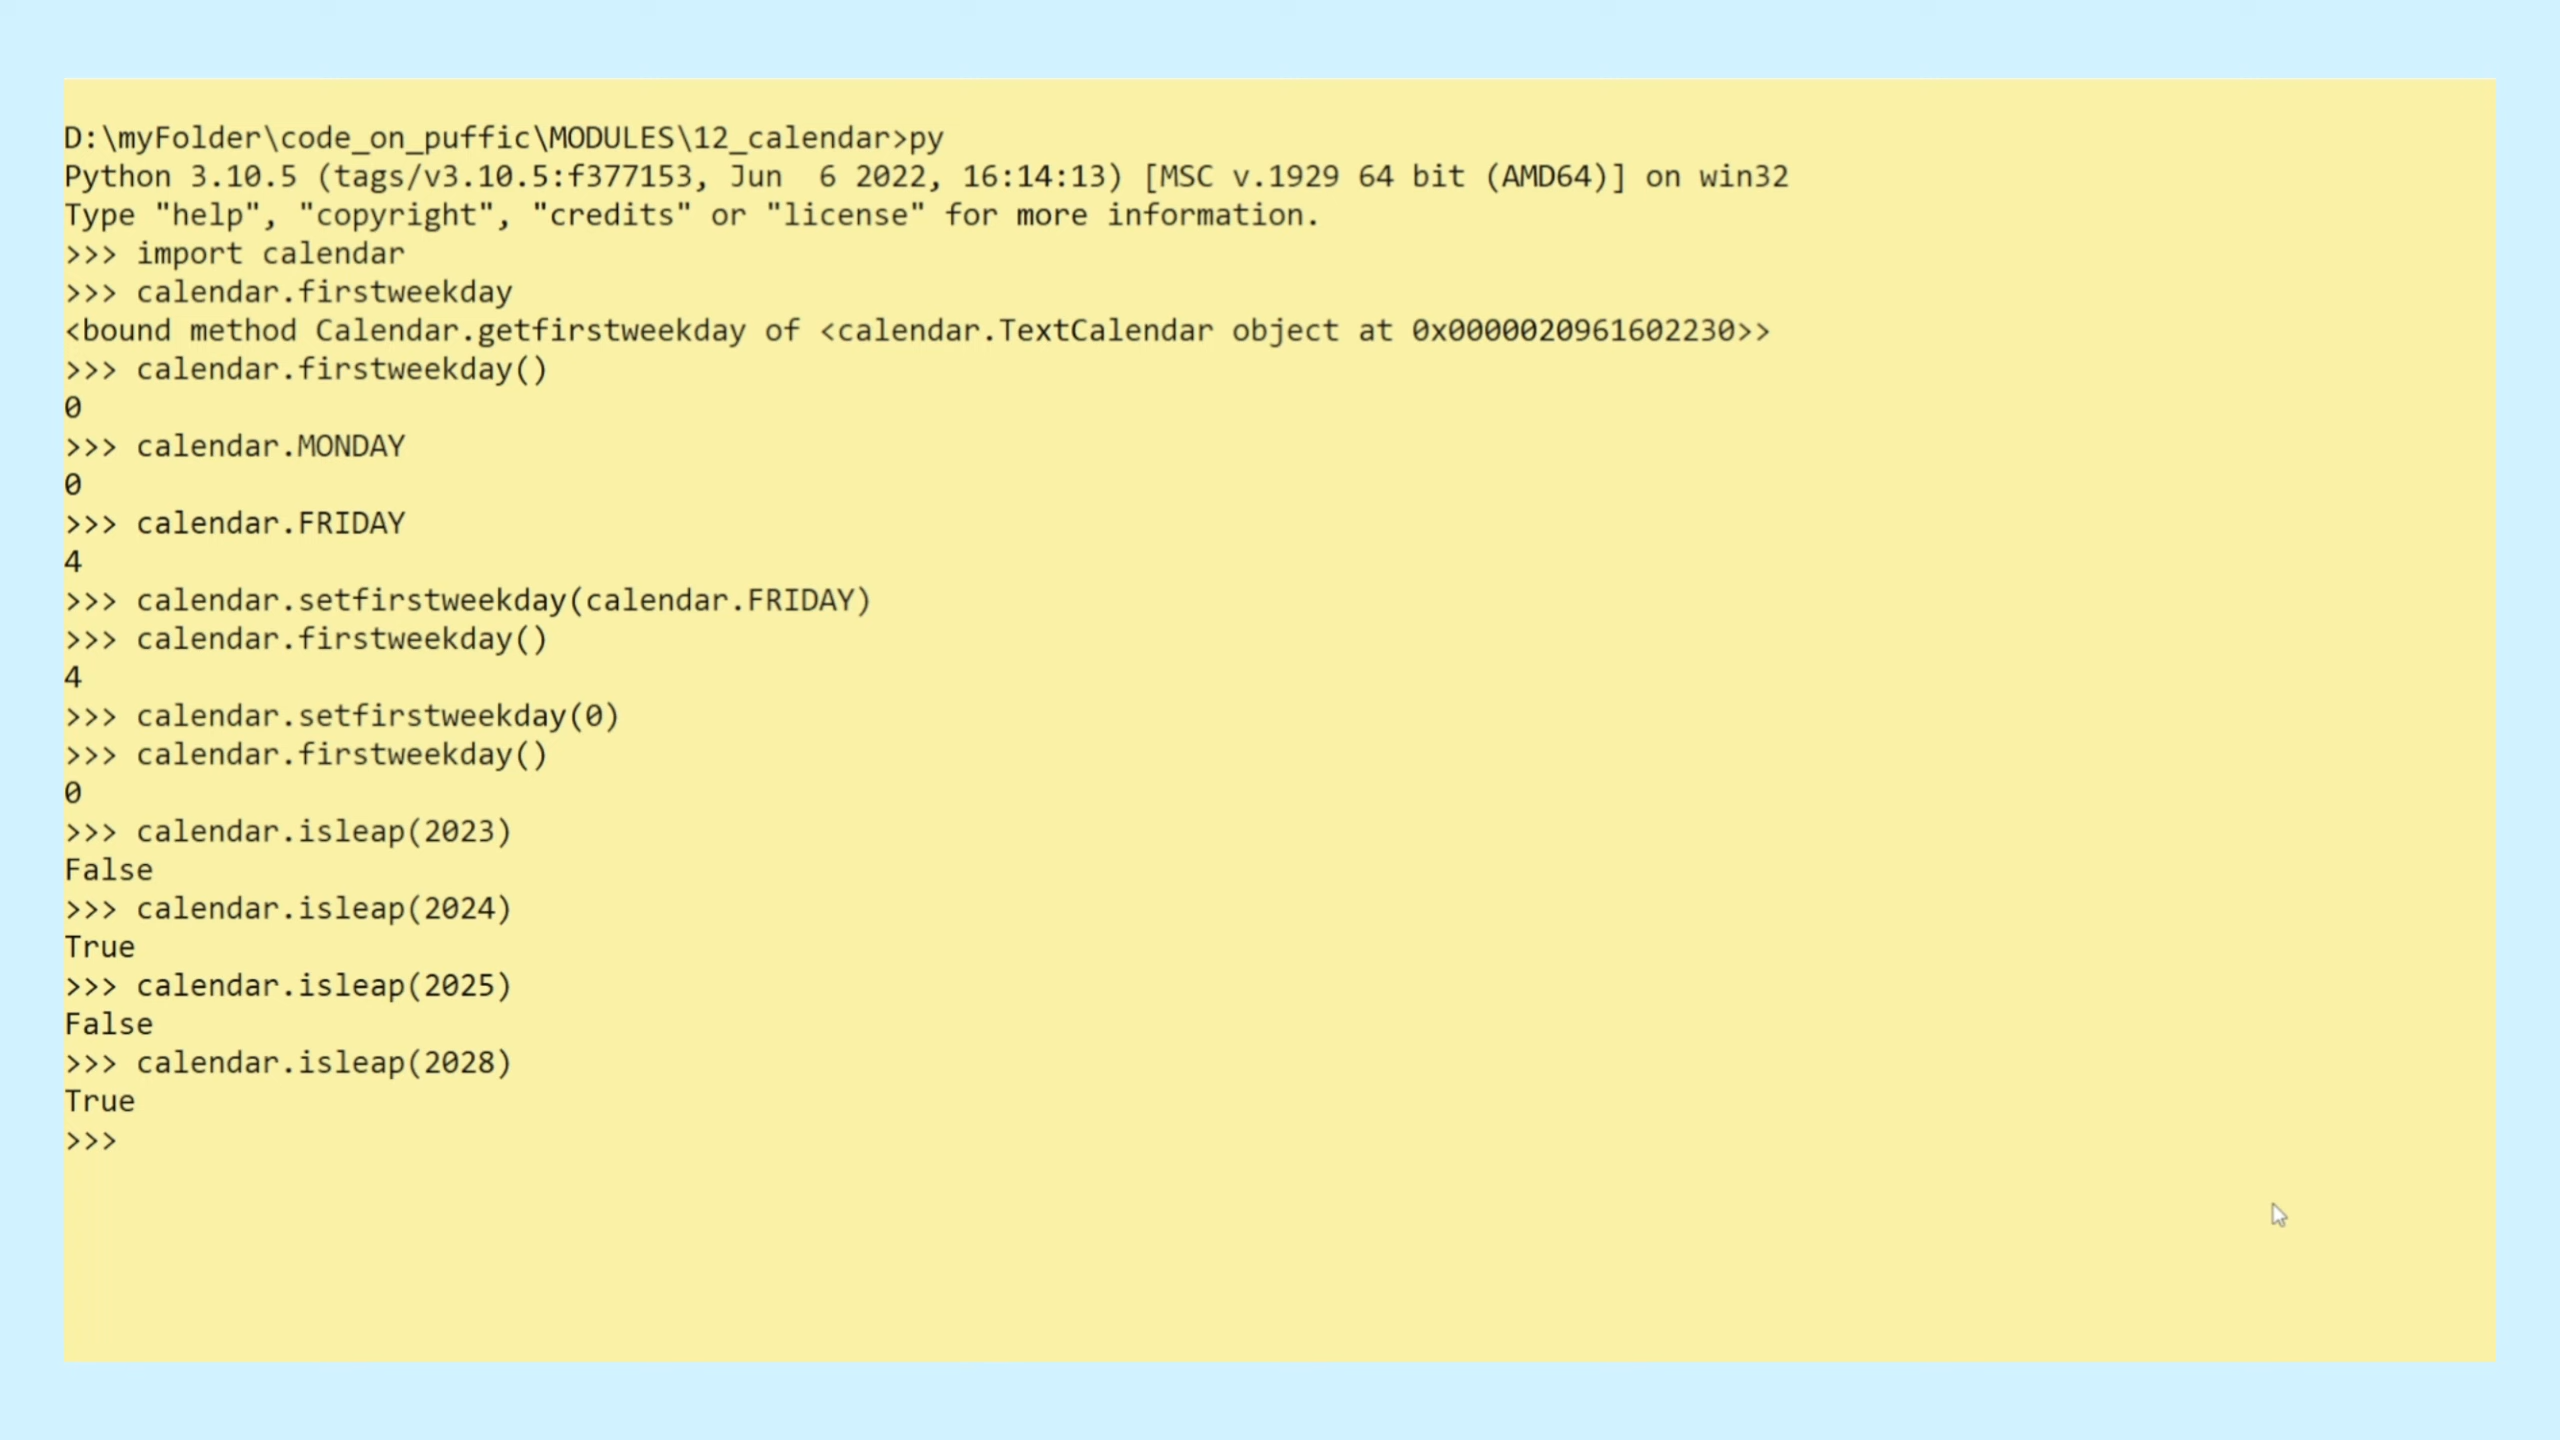 D:\myFolder\code_on_puffic\MODULES\12_calendar>py
Python 3.10.5 (tags/v3.10.5:f377153, Jun  6 2022, 16:14:13) [MSC v.1929 64 bit (AMD64)] on win32
Type "help", "copyright", "credits" or "license" for more information.
>>> import calendar
>>> calendar.firstweekday
<bound method Calendar.getfirstweekday of <calendar.TextCalendar object at 0x0000020961602230>>
>>> calendar.firstweekday()
0
>>> calendar.MONDAY
0
>>> calendar.FRIDAY
4
>>> calendar.setfirstweekday(calendar.FRIDAY)
>>> calendar.firstweekday()
4
>>> calendar.setfirstweekday(0)
>>> calendar.firstweekday()
0
>>> calendar.isleap(2023)
False
>>> calendar.isleap(2024)
True
>>> calendar.isleap(2025)
False
>>> calendar.isleap(2028)
True
>>>